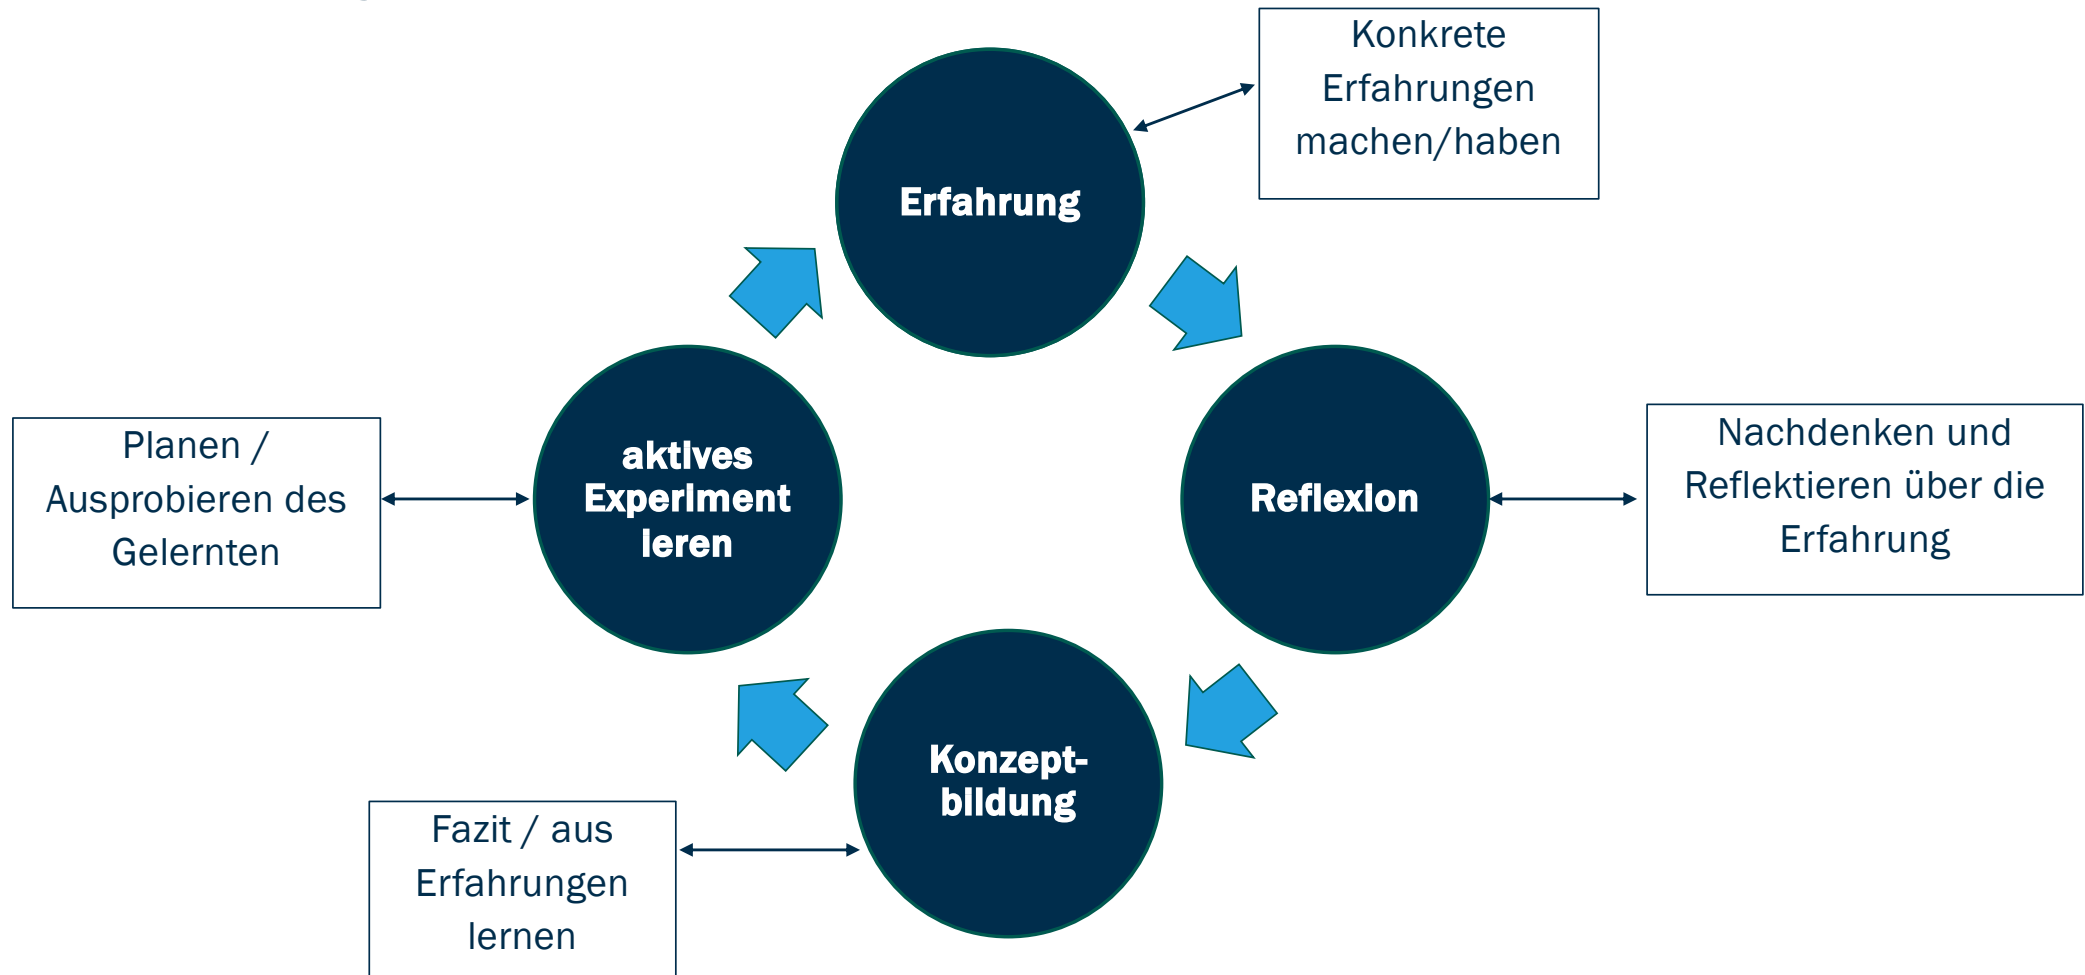 Konkrete
Erfahrungen
machen/haben
Erfahrung
Planen /
Ausprobieren des
Gelernten
aktives
Experiment
ieren
Reflexion
Nachdenken und
Reflektieren über die
Erfahrung
Konzept-
bildung
Fazit / aus
Erfahrungen
lernen